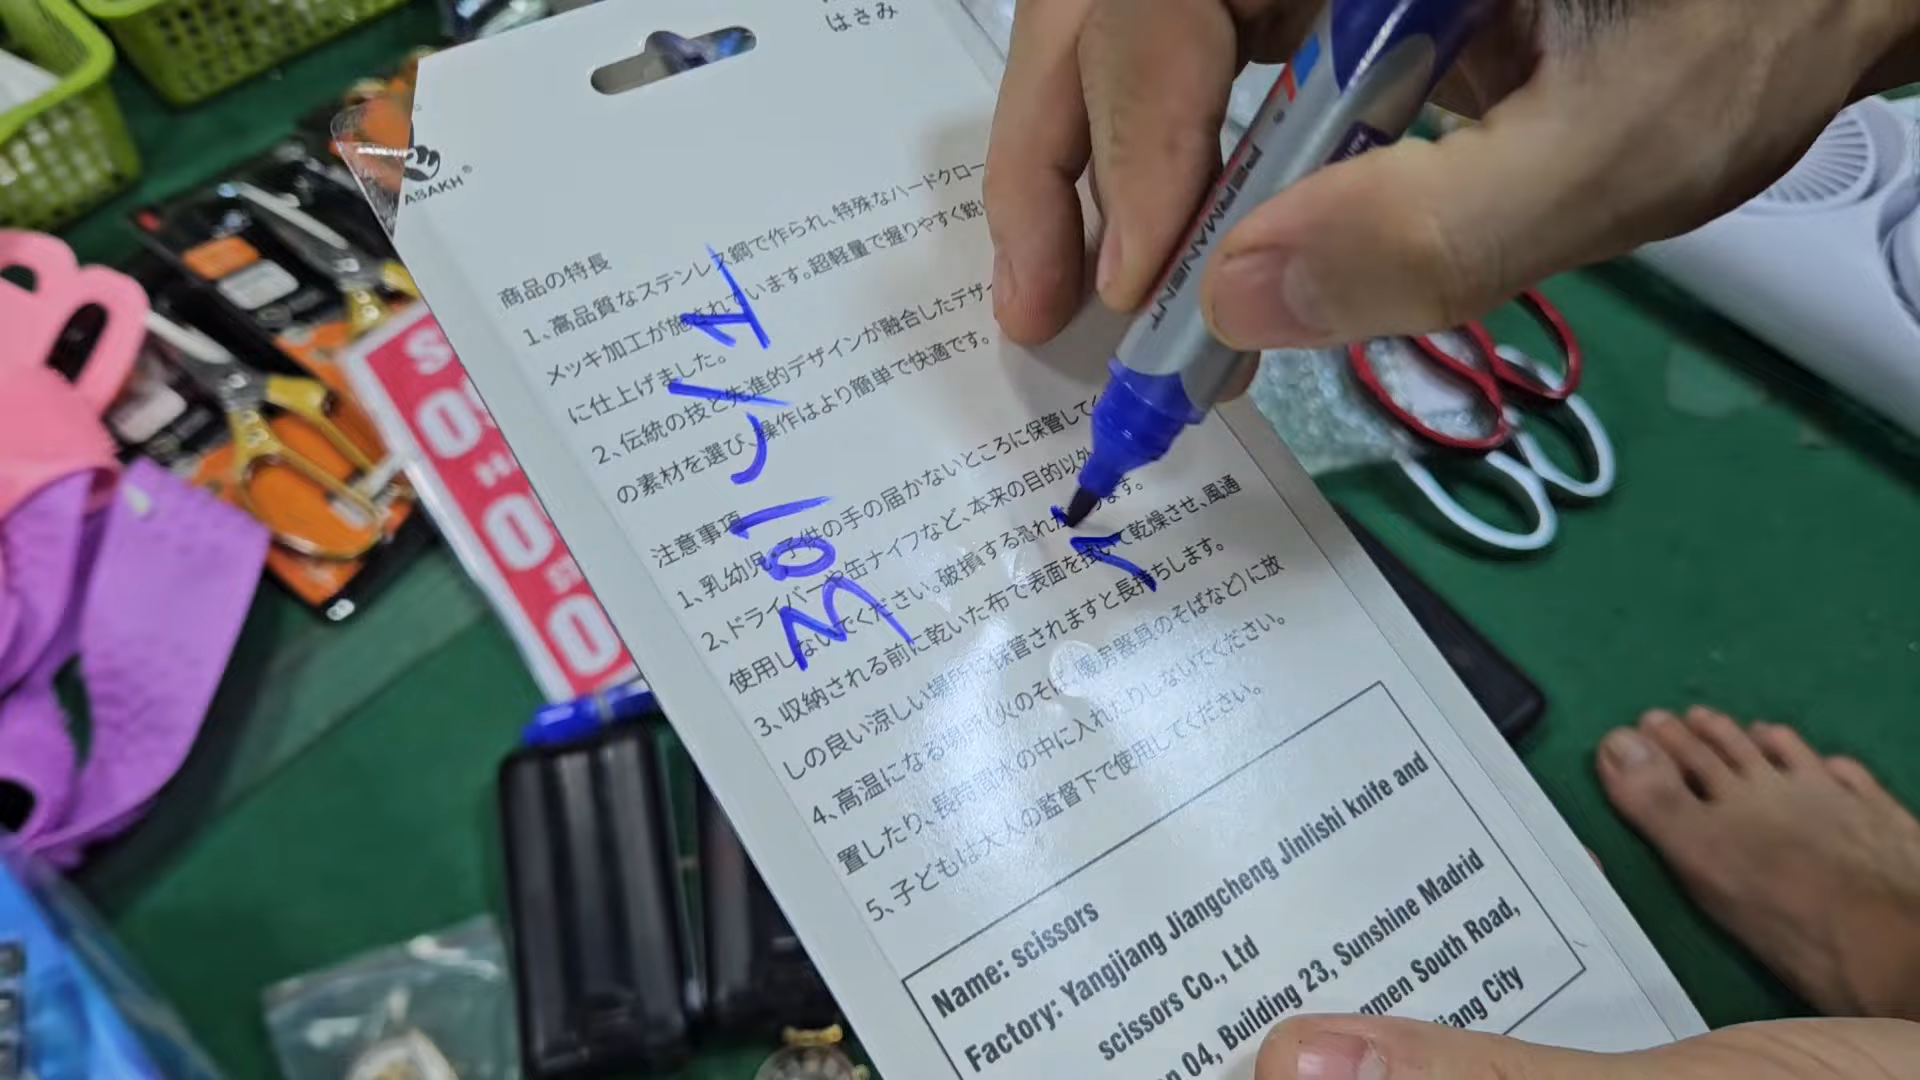 はさみ
ASAKH®
商品の特長
1、高品質なステンレス鋼で作られ、特殊なハードクロー
メッキ加工が施されています。超軽量で握りやすく鋭い
に仕上げました。
2、伝統の技と先進的デザインが融合したデザイ
の素材を選び、操作はより簡単で快適です。
注意事項
1、乳幼児、子供の手の届かないところに保管して
2、ドライバーや缶ナイフなど、本来の目的以外
使用しないでください。破損する恐れがあります。
3、収納される前に乾いた布で表面を拭いて乾燥させ、風通
しの良い涼しい場所に保管されますと長持ちします。
4、高温になる場所(火のそば、暖房器具のそばなど)に放
置したり、長時間水の中に入れたりしないでください。
5、子どもは大人の監督下で使用してください。
Name: scissors
Factory: Yangjiang Jiangcheng Jinlishi knife and
scissors Co., Ltd
04, Building 23, Sunshine Madrid
gmen South Road,
jiang City
PERMANENT